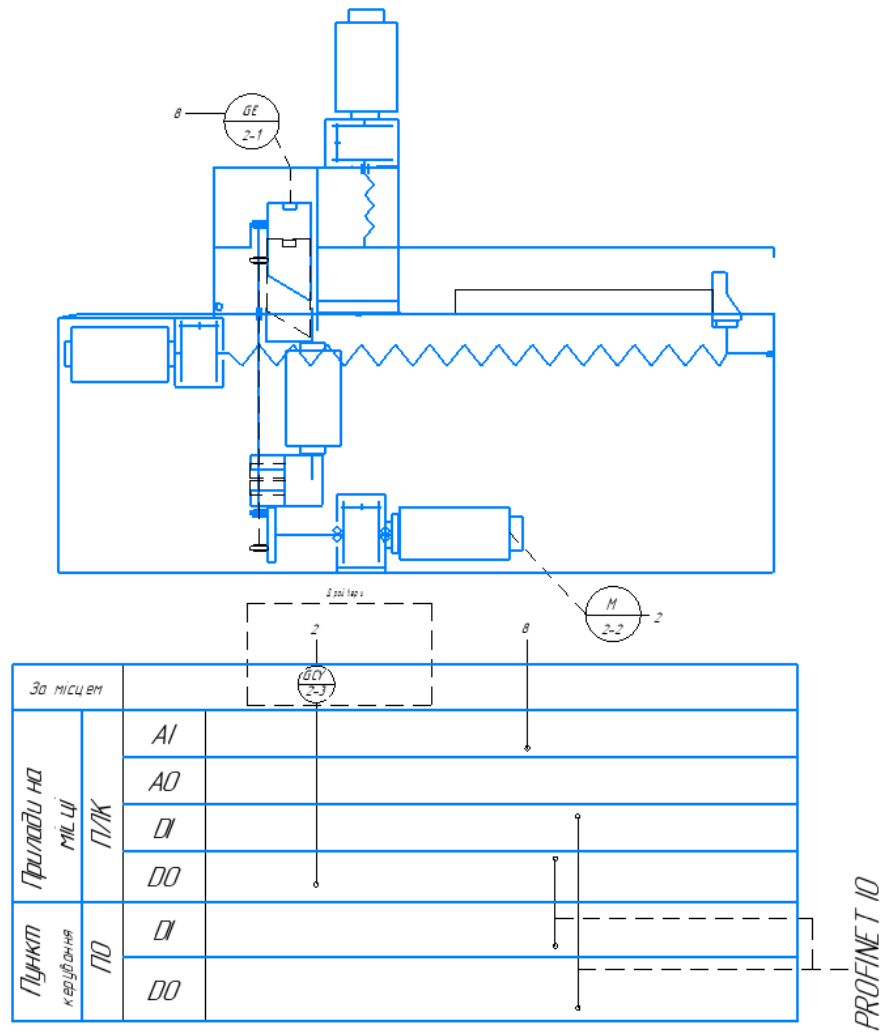 8
GE
2-1
M
2-2
2
Драйвери
2
8
За місцем
GCY
2-3
Прилади на
місці
ПЛК
AI
AO
DI
DO
Пункт
керування
ПО
DI
DO
PROFINET IO